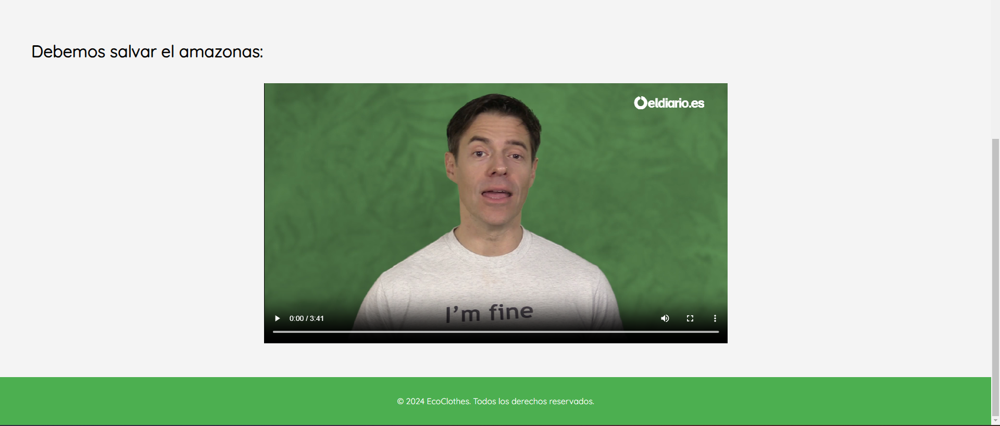 Debemos salvar el amazonas:
eldiario.es
I'm fine
0:00 / 3:41
© 2024 EcoClothes. Todos los derechos reservados.